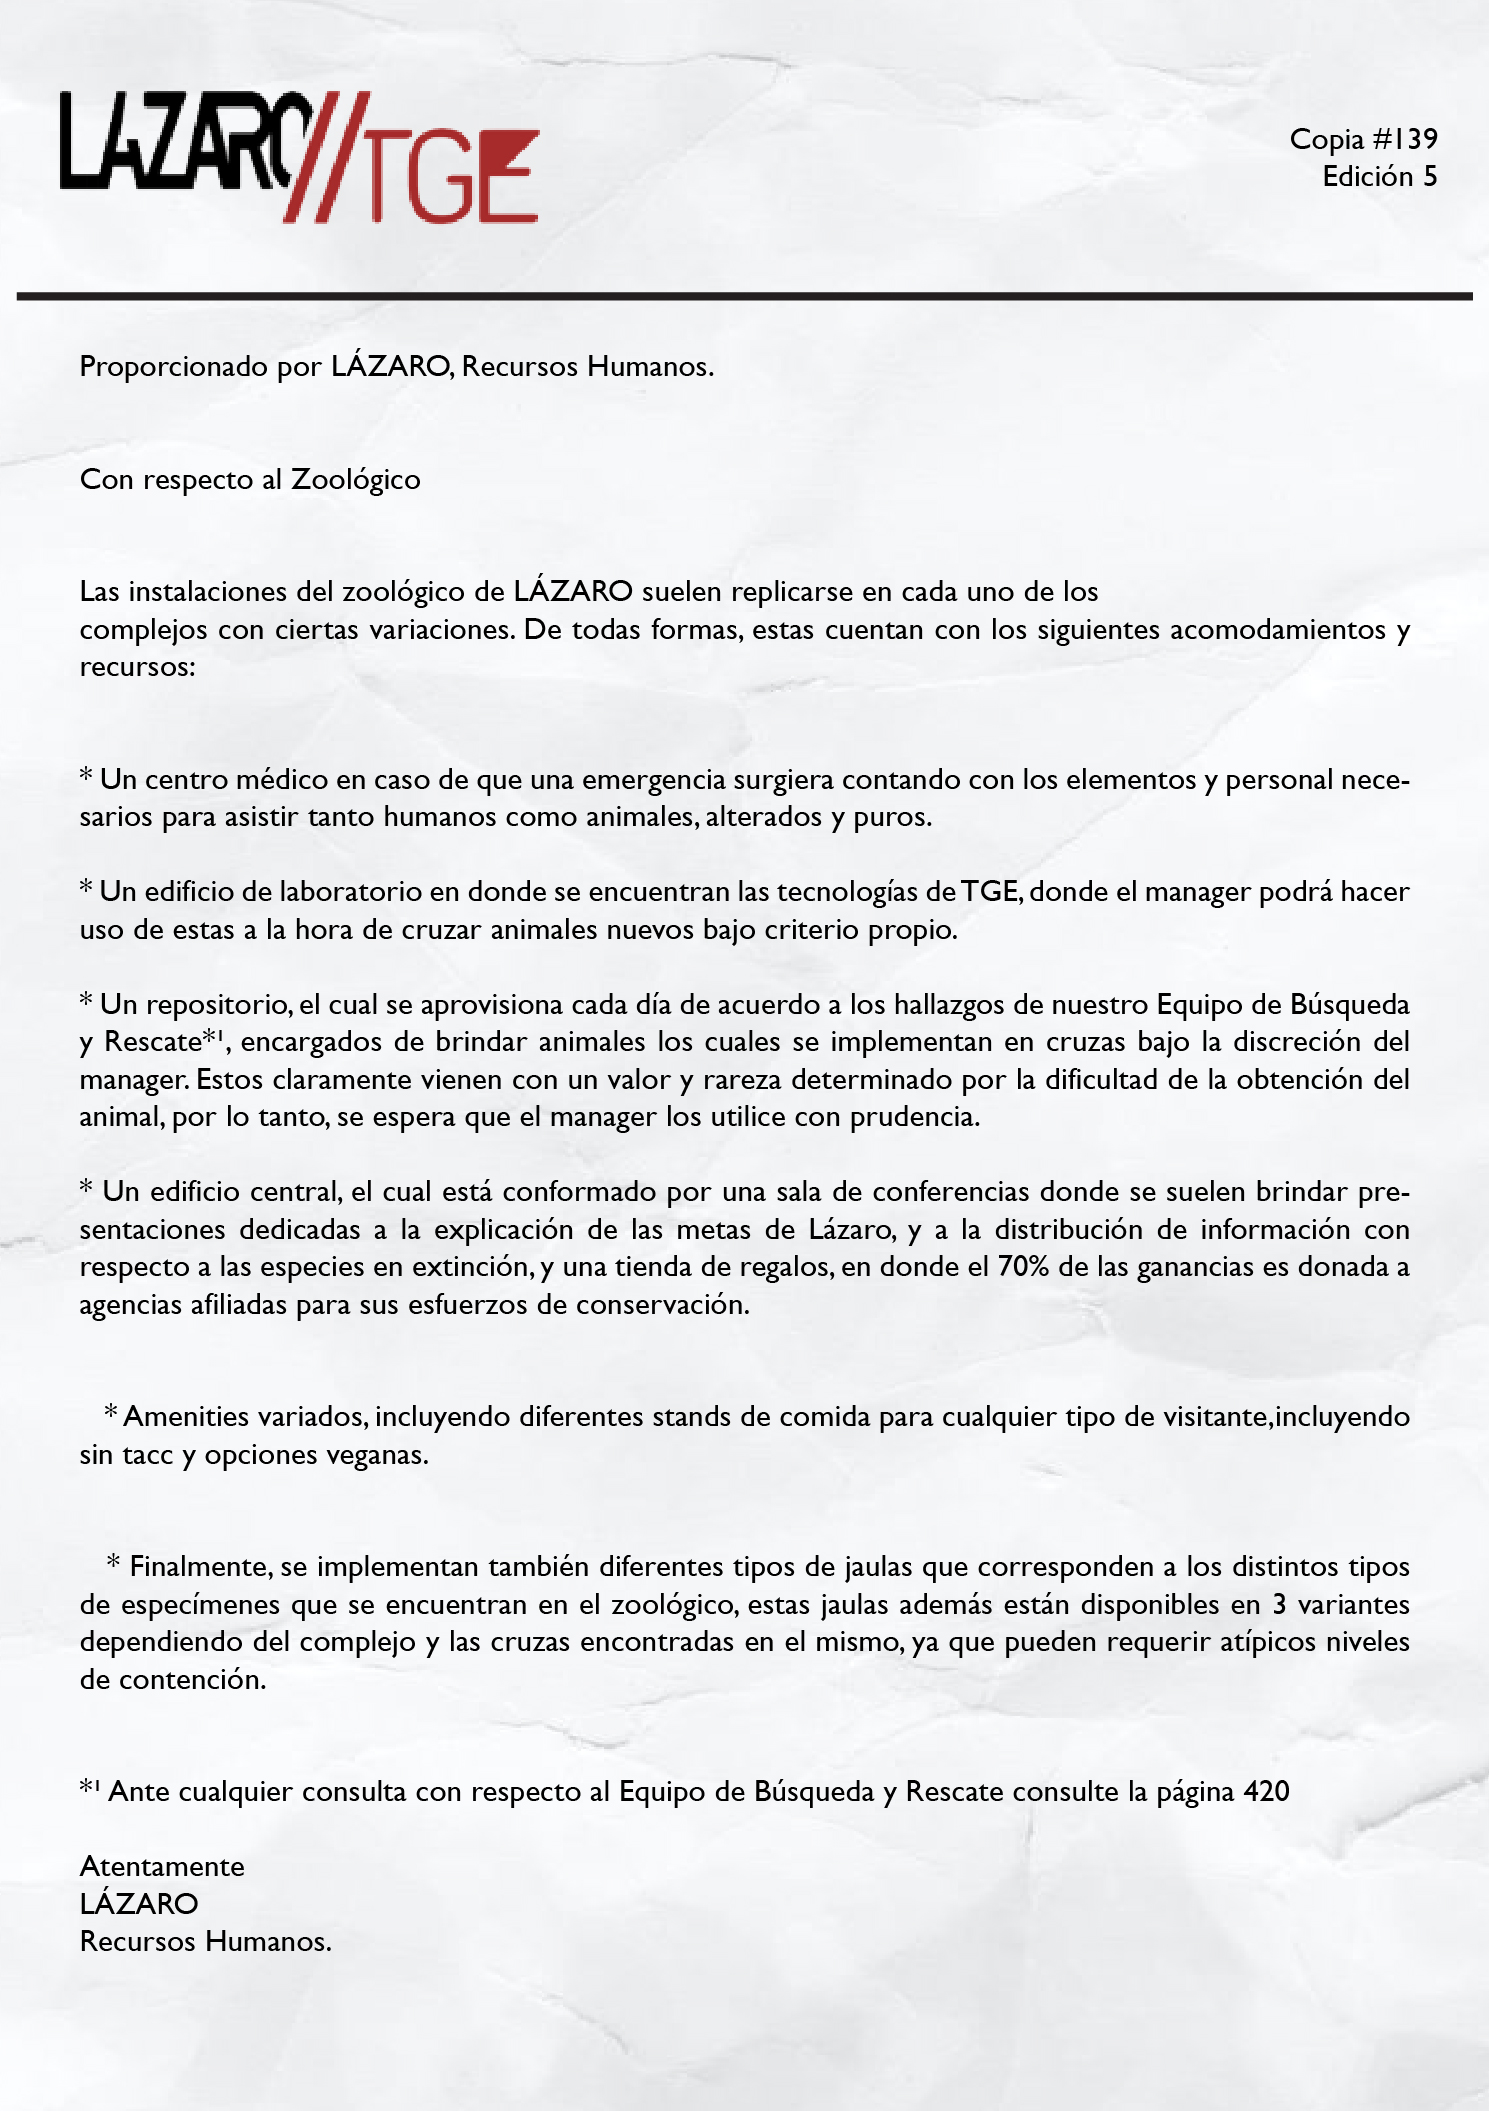 LÁZARO//TGE
Copia #139
Edición 5
Proporcionado por LÁZARO, Recursos Humanos.
Con respecto al Zoológico
Las instalaciones del zoológico de LÁZARO suelen replicarse en cada uno de los
complejos con ciertas variaciones. De todas formas, estas cuentan con los siguientes acomodamientos y
recursos:
* Un centro médico en caso de que una emergencia surgiera contando con los elementos y personal nece-
sarios para asistir tanto humanos como animales, alterados y puros.
* Un edificio de laboratorio en donde se encuentran las tecnologías de TGE, donde el manager podrá hacer
uso de estas a la hora de cruzar animales nuevos bajo criterio propio.
* Un repositorio, el cual se aprovisiona cada día de acuerdo a los hallazgos de nuestro Equipo de Búsqueda
y Rescate*¹, encargados de brindar animales los cuales se implementan en cruzas bajo la discreción del
manager. Estos claramente vienen con un valor y rareza determinado por la dificultad de la obtención del
animal, por lo tanto, se espera que el manager los utilice con prudencia.
* Un edificio central, el cual está conformado por una sala de conferencias donde se suelen brindar pre-
sentaciones dedicadas a la explicación de las metas de Lázaro, y a la distribución de información con
respecto a las especies en extinción, y una tienda de regalos, en donde el 70% de las ganancias es donada a
agencias afiliadas para sus esfuerzos de conservación.
* Amenities variados, incluyendo diferentes stands de comida para cualquier tipo de visitante,incluyendo
sin tacc y opciones veganas.
* Finalmente, se implementan también diferentes tipos de jaulas que corresponden a los distintos tipos
de especímenes que se encuentran en el zoológico, estas jaulas además están disponibles en 3 variantes
dependiendo del complejo y las cruzas encontradas en el mismo, ya que pueden requerir atípicos niveles
de contención.
*¹ Ante cualquier consulta con respecto al Equipo de Búsqueda y Rescate consulte la página 420
Atentamente
LÁZARO
Recursos Humanos.